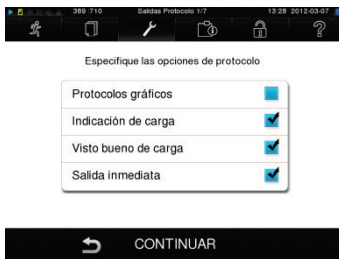 389 :710 Salidas Protocolo 1/7 13:28 2012-03-07
Especifique las opciones de protocolo
Protocolos gráficos
Indicación de carga
Visto bueno de carga
Salida inmediata
CONTINUAR